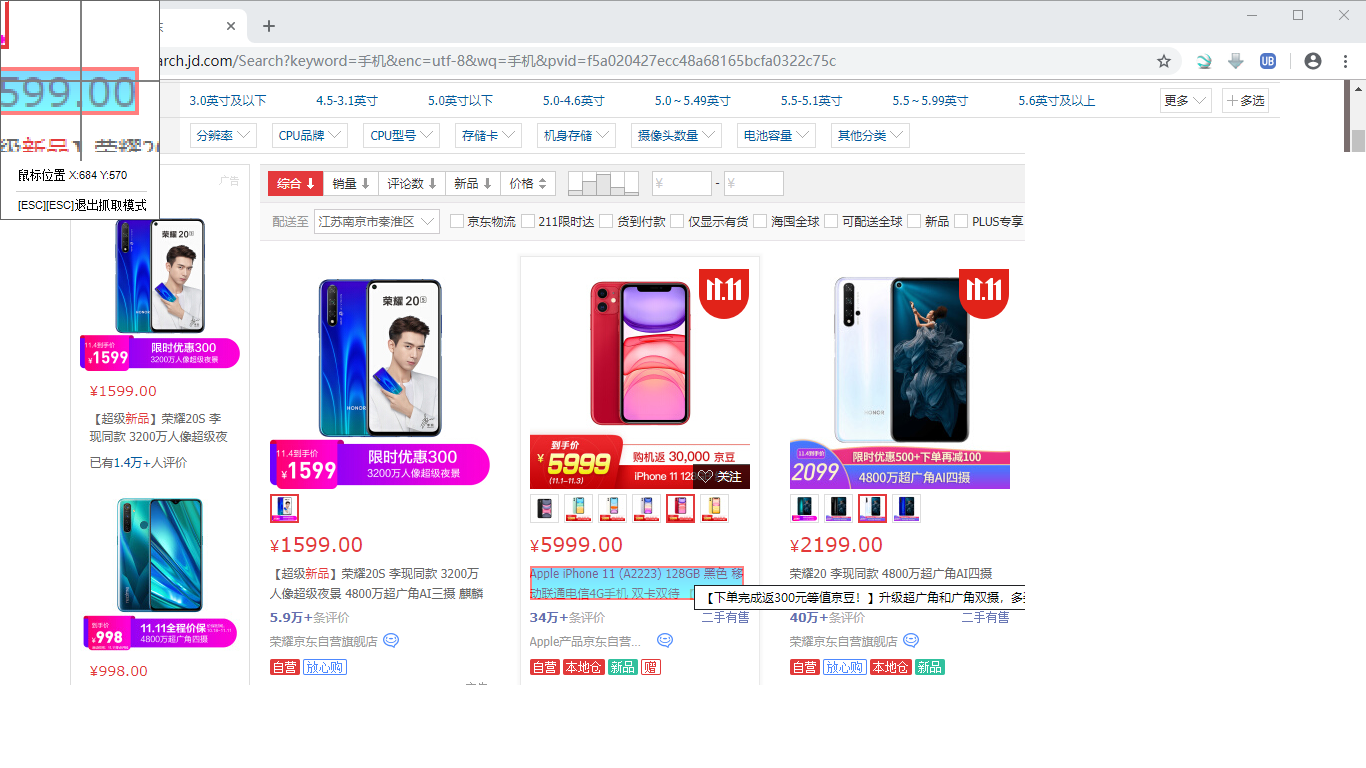 arch.jd.com/Search?keyword=手机&enc=utf-8&wq=手机&pvid=f5a020427ecc48a68165bcfa0322c75c
UB
599.00
级新品】荣耀20
鼠标位置 X:684 Y:570
[ESC][ESC]退出抓取模式
3.0英寸及以下 4.5-3.1英寸 5.0英寸以下 5.0-4.6英寸 5.0～5.49英寸 5.5-5.1英寸 5.5～5.99英寸 5.6英寸及以上 更多 多选
分辨率 CPU品牌 CPU型号 存储卡 机身存储 摄像头数量 电池容量 其他分类
广告
综合 销量 评论数 新品 价格 ¥ - ¥
配送至 江苏南京市秦淮区 京东物流 211限时达 货到付款 仅显示有货 海囤全球 可配送全球 新品 PLUS专享
荣耀 20S
11.4到手价
¥1599
限时优惠300
3200万人像超级夜景
¥1599.00
【超级新品】荣耀20S 李
现同款 3200万人像超级夜
已有1.4万+人评价
到手价
¥998
11.11全程价保
4800万超广角四摄
¥998.00
荣耀 20S
HONOR
11.4到手价
¥1599
限时优惠300
3200万人像超级夜景
¥1599.00
【超级新品】荣耀20S 李现同款 3200万
人像超级夜景 4800万超广角AI三摄 麒麟
5.9万+条评价
荣耀京东自营旗舰店
自营 放心购
11.11
到手价
¥5999
(11.1–11.3)
购机返 30,000 京豆
iPhone 11 128
关注
¥5999.00
Apple iPhone 11 (A2223) 128GB 黑色 移
动联通电信4G手机 双卡双待
34万+条评价 二手有售
Apple产品京东自营...
自营 本地仓 新品 赠
11.11
HONOR
11.4到手价
2099
限时优惠500+下单再减100
4800万超广角AI四摄
¥2199.00
荣耀20 李现同款 4800万超广角AI四摄
【下单完成返300元等值京豆！】升级超广角和广角双摄，多
40万+条评价 二手有售
荣耀京东自营旗舰店
自营 放心购 本地仓 新品